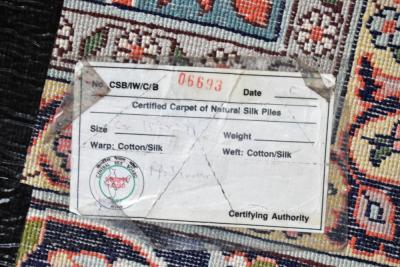 No CSB/IW/C/B 06693 Date
Certified Carpet of Natural Silk Piles
Size Weight
Warp: Cotton/Silk Weft: Cotton/Silk
Certifying Authority